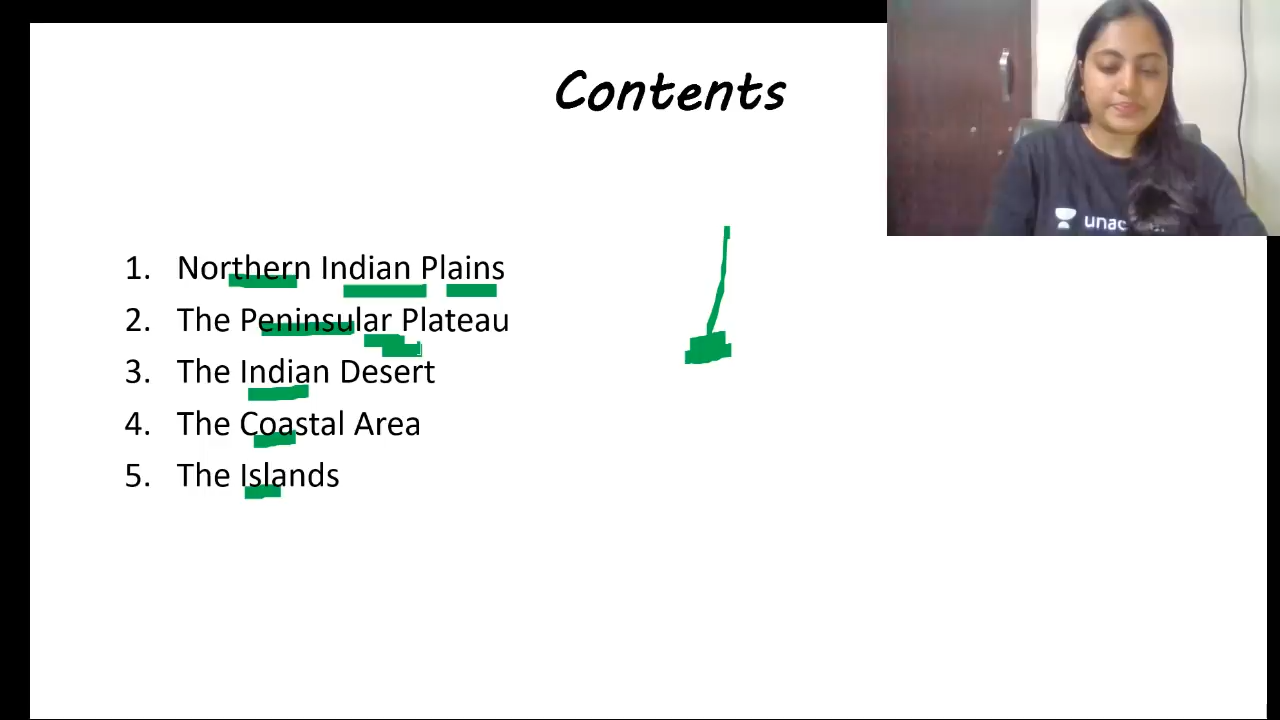 Contents
unac
1. Northern Indian Plains
2. The Peninsular Plateau
3. The Indian Desert
4. The Coastal Area
5. The Islands